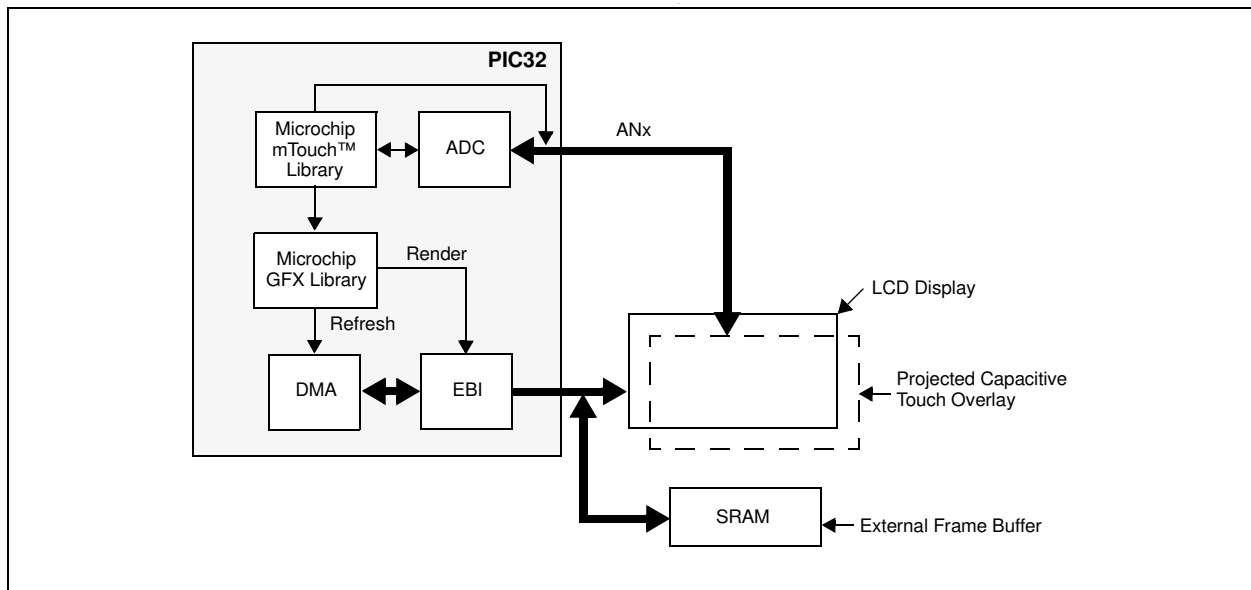 PIC32
Microchip
mTouch™
Library
ADC
ANx
Microchip
GFX Library
Render
Refresh
DMA
EBI
LCD Display
Projected Capacitive
Touch Overlay
SRAM
External Frame Buffer